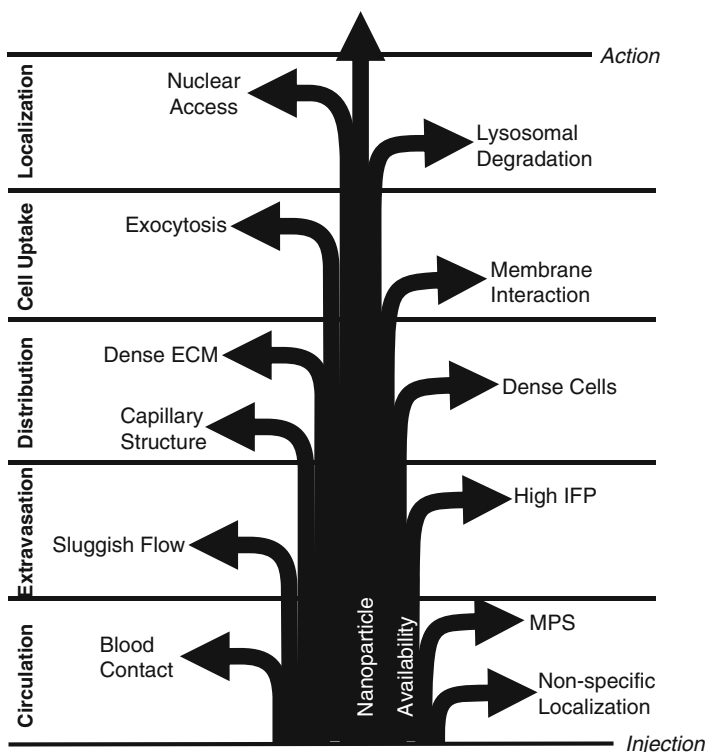 Action
Localization
Nuclear
Access
Lysosomal
Degradation
Cell Uptake
Exocytosis
Membrane
Interaction
Distribution
Dense ECM
Dense Cells
Capillary
Structure
Extravasation
High IFP
Sluggish Flow
Circulation
Nanoparticle
Availability
MPS
Blood
Contact
Non-specific
Localization
Injection